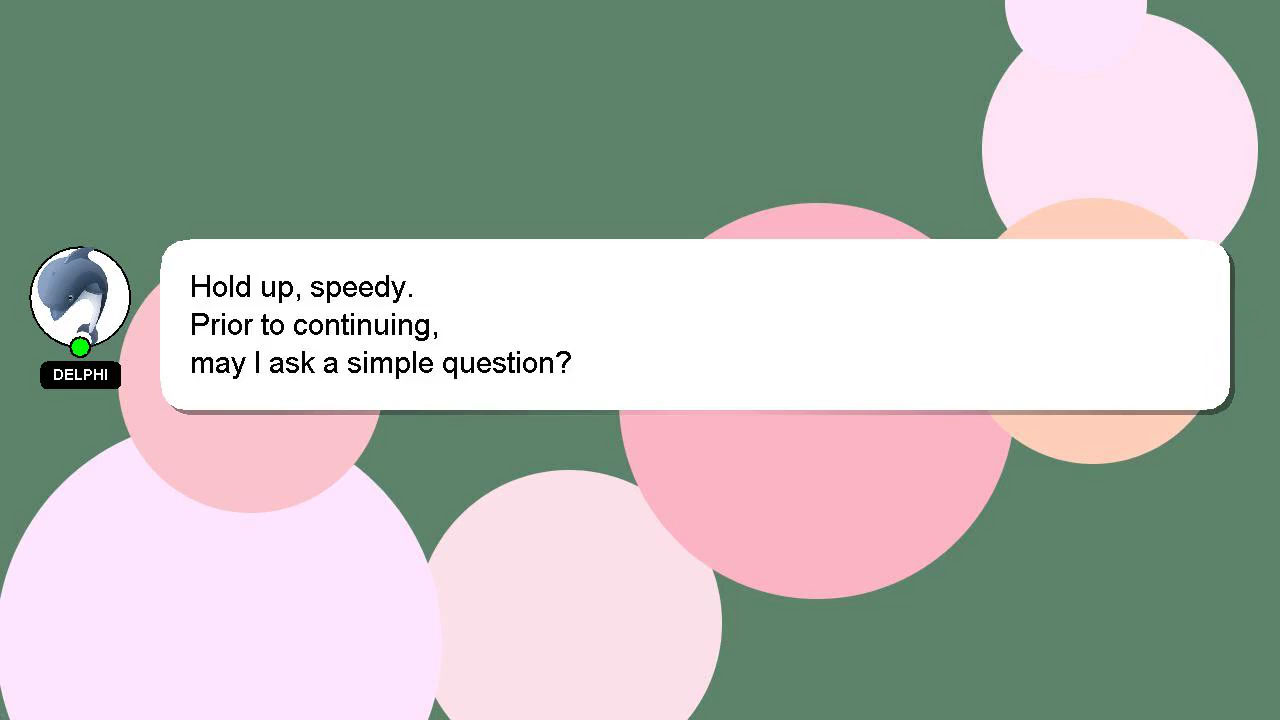 Hold up, speedy.
Prior to continuing,
may I ask a simple question?
DELPHI